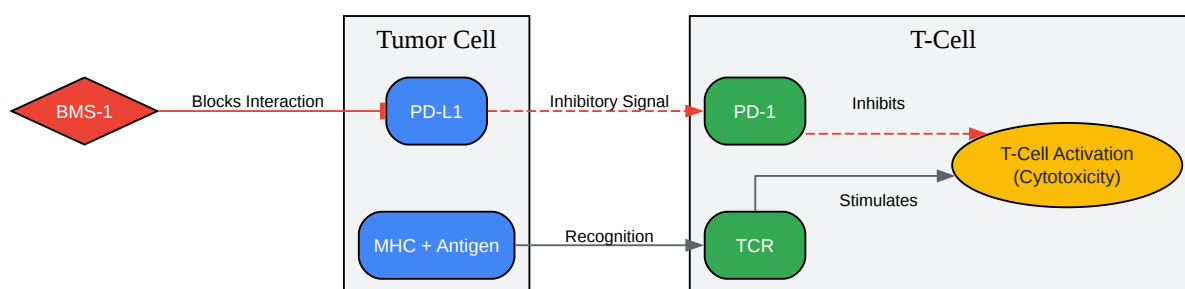 Tumor Cell
T-Cell
BMS-1
Blocks Interaction
PD-L1
Inhibitory Signal
PD-1
Inhibits
T-Cell Activation
(Cytotoxicity)
Stimulates
MHC + Antigen
Recognition
TCR